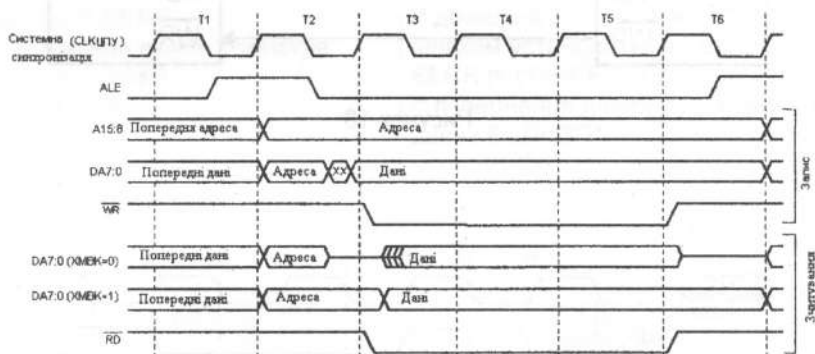 T1 T2 T3 T4 T5 T6
Системна (CLKЦПУ)
синхронізація
ALE
A15:8 Попередня адреса Адреса
DA7:0 Попередні дані Адреса XX Дані
WR
Запис
DA7:0 (XMBK=0) Попередні дані Адреса Дані
DA7:0 (XMBK=1) Попередні дані Адреса Дані
RD
Зчитування